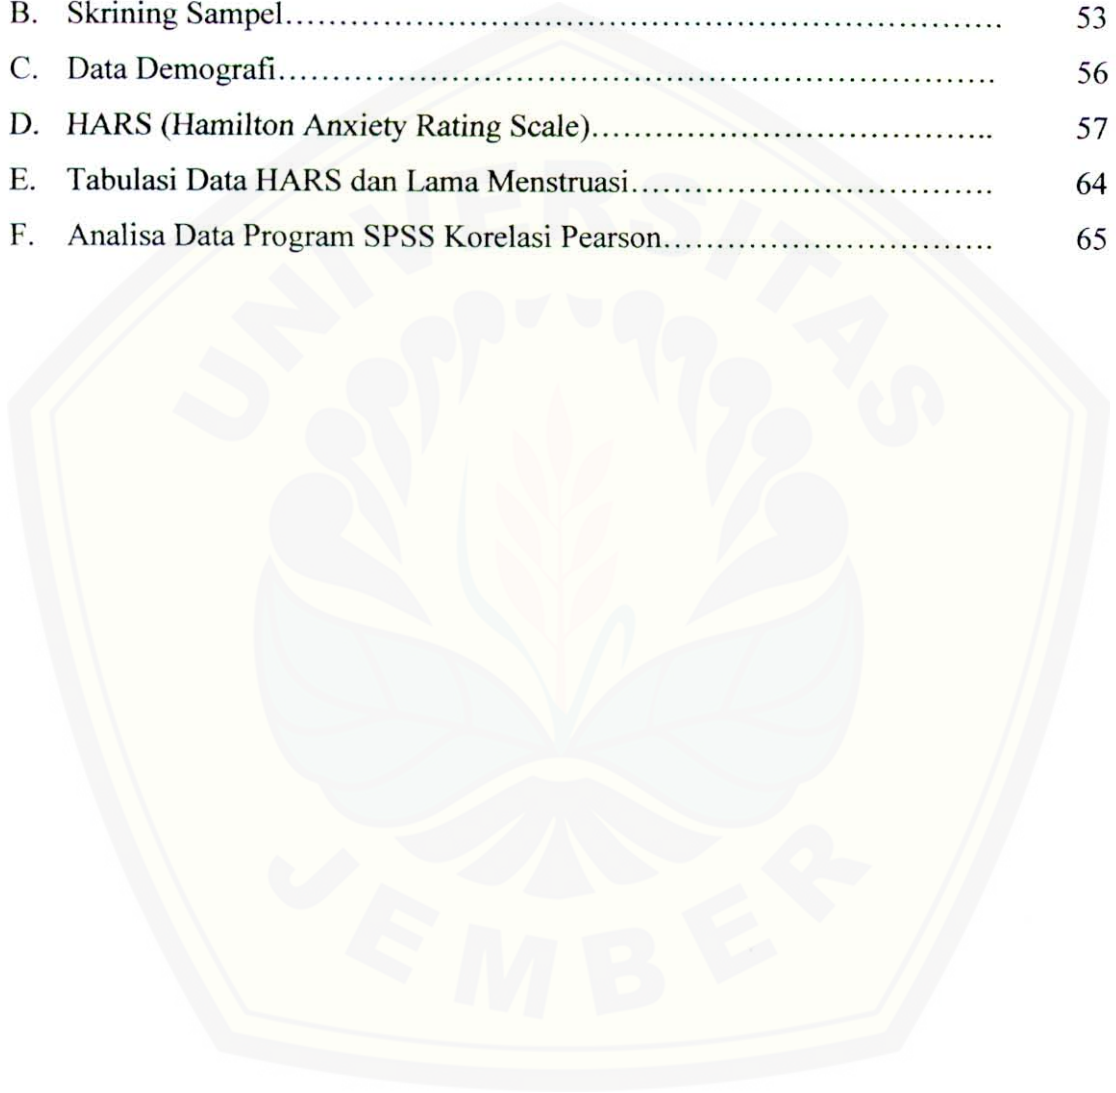 B. Skrining Sampel........................................................................ 53
C. Data Demografi........................................................................ 56
D. HARS (Hamilton Anxiety Rating Scale)........................................ 57
E. Tabulasi Data HARS dan Lama Menstruasi.................................... 64
F. Analisa Data Program SPSS Korelasi Pearson................................. 65
UNIVERSITAS
JEMBER